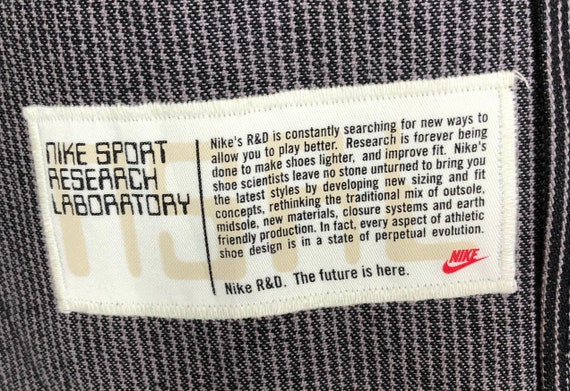 NIKE SPORT
RESEARCH
LABORATORY
Nike's R&D is constantly searching for new ways to
allow you to play better. Research is forever being
done to make shoes lighter, and improve fit. Nike's
shoe scientists leave no stone unturned to bring you
the latest styles by developing new sizing and fit
concepts, rethinking the traditional mix of outsole,
midsole, new materials, closure systems and earth
friendly production. In fact, every aspect of athletic
shoe design is in a state of perpetual evolution.
NIKE
Nike R&D. The future is here.